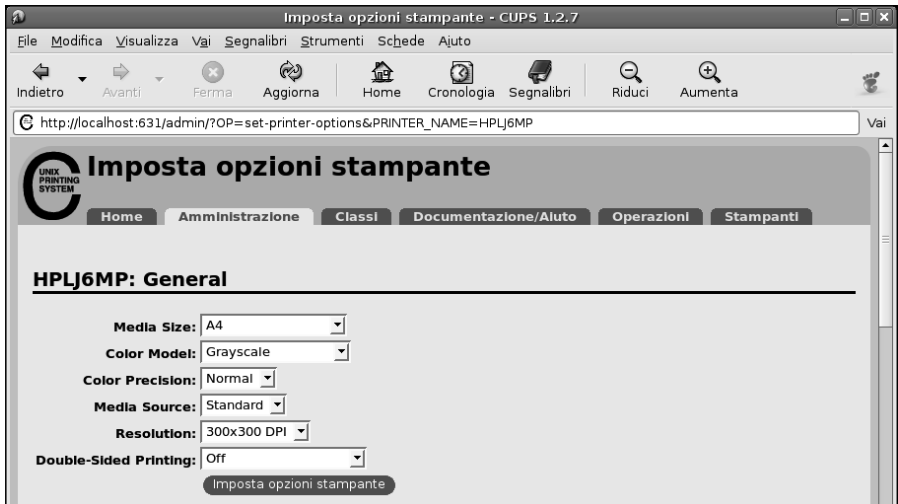 Imposta opzioni stampante - CUPS 1.2.7
File Modifica Visualizza Vai Segnalibri Strumenti Schede Aiuto
Indietro Avanti Ferma Aggiorna Home Cronologia Segnalibri Riduci Aumenta
http://localhost:631/admin/?OP=set-printer-options&PRINTER_NAME=HPLJ6MP Vai
UNIX PRINTING SYSTEM
Imposta opzioni stampante
Home Amministrazione Classi Documentazione/Aiuto Operazioni Stampanti
HPLJ6MP: General
Media Size: A4
Color Model: Grayscale
Color Precision: Normal
Media Source: Standard
Resolution: 300x300 DPI
Double-Sided Printing: Off
Imposta opzioni stampante